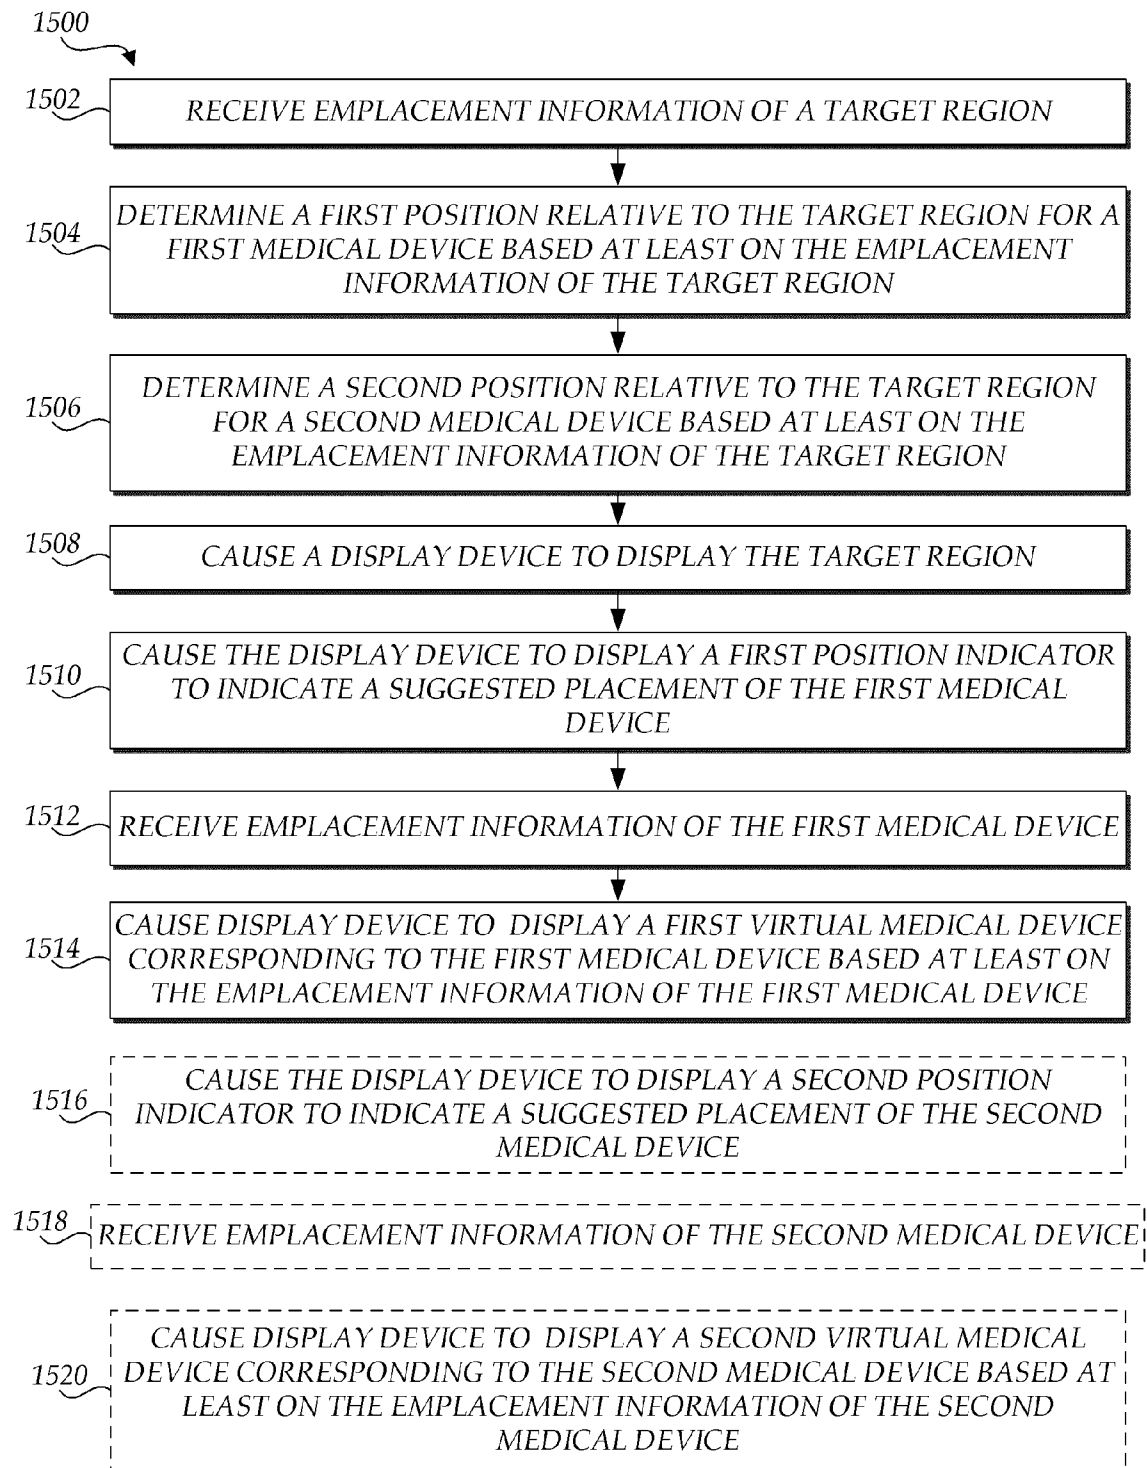 1500
1502
RECEIVE EMPLACEMENT INFORMATION OF A TARGET REGION
1504
DETERMINE A FIRST POSITION RELATIVE TO THE TARGET REGION FOR A
FIRST MEDICAL DEVICE BASED AT LEAST ON THE EMPLACEMENT
INFORMATION OF THE TARGET REGION
1506
DETERMINE A SECOND POSITION RELATIVE TO THE TARGET REGION
FOR A SECOND MEDICAL DEVICE BASED AT LEAST ON THE
EMPLACEMENT INFORMATION OF THE TARGET REGION
1508
CAUSE A DISPLAY DEVICE TO DISPLAY THE TARGET REGION
1510
CAUSE THE DISPLAY DEVICE TO DISPLAY A FIRST POSITION INDICATOR
TO INDICATE A SUGGESTED PLACEMENT OF THE FIRST MEDICAL
DEVICE
1512
RECEIVE EMPLACEMENT INFORMATION OF THE FIRST MEDICAL DEVICE
1514
CAUSE DISPLAY DEVICE TO DISPLAY A FIRST VIRTUAL MEDICAL DEVICE
CORRESPONDING TO THE FIRST MEDICAL DEVICE BASED AT LEAST ON
THE EMPLACEMENT INFORMATION OF THE FIRST MEDICAL DEVICE
1516
CAUSE THE DISPLAY DEVICE TO DISPLAY A SECOND POSITION
INDICATOR TO INDICATE A SUGGESTED PLACEMENT OF THE SECOND
MEDICAL DEVICE
1518
RECEIVE EMPLACEMENT INFORMATION OF THE SECOND MEDICAL DEVICE
1520
CAUSE DISPLAY DEVICE TO DISPLAY A SECOND VIRTUAL MEDICAL
DEVICE CORRESPONDING TO THE SECOND MEDICAL DEVICE BASED AT
LEAST ON THE EMPLACEMENT INFORMATION OF THE SECOND
MEDICAL DEVICE